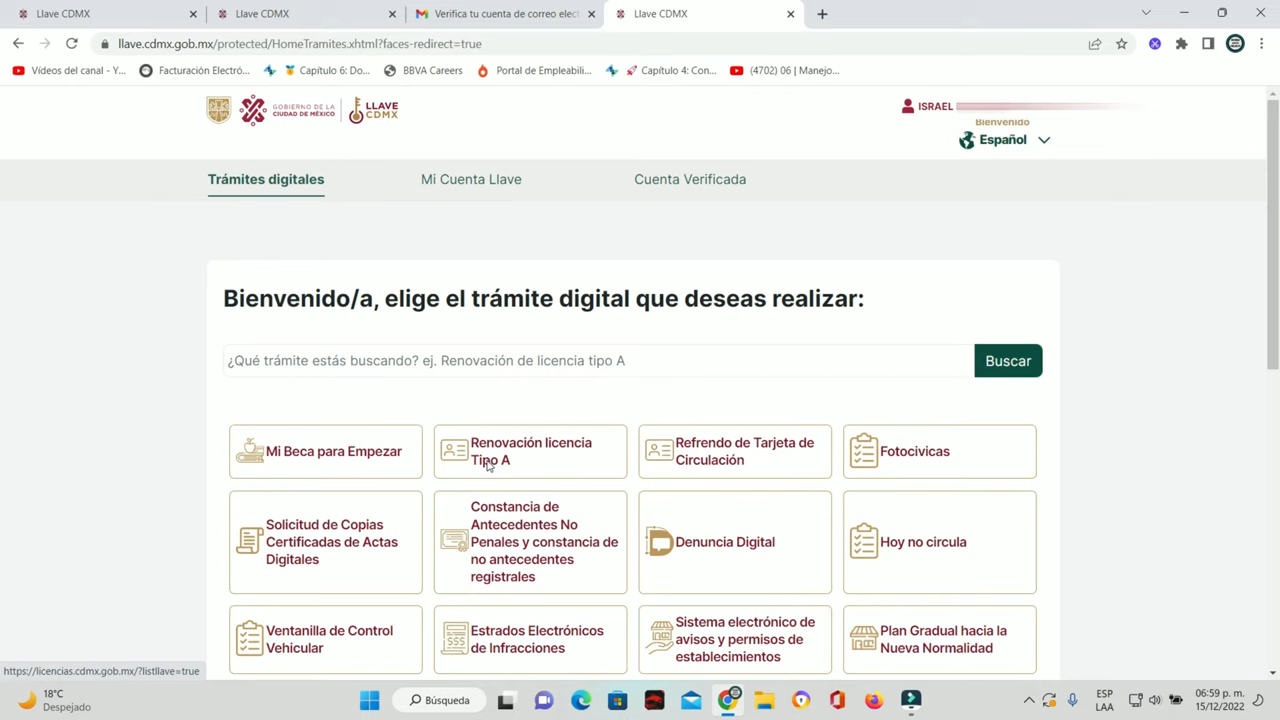 Llave CDMX
Llave CDMX
Verifica tu cuenta de correo elect
Llave CDMX
llave.cdmx.gob.mx/protected/HomeTramites.xhtml?faces-redirect=true
Vídeos del canal - Y...
Facturación Electró...
Capítulo 6: Do...
BBVA Careers
Portal de Empleabili...
Capítulo 4: Con...
(4702) 06 | Manejo...
GOBIERNO DE LA
CIUDAD DE MÉXICO
LLAVE
CDMX
ISRAEL
Bienvenido
Español
Trámites digitales
Mi Cuenta Llave
Cuenta Verificada
Bienvenido/a, elige el trámite digital que deseas realizar:
¿Qué trámite estás buscando? ej. Renovación de licencia tipo A
Buscar
Mi Beca para Empezar
Renovación licencia
Tipo A
Refrendo de Tarjeta de
Circulación
Fotocivicas
Solicitud de Copias
Certificadas de Actas
Digitales
Constancia de
Antecedentes No
Penales y constancia de
no antecedentes
registrales
Denuncia Digital
Hoy no circula
Ventanilla de Control
Vehicular
Estrados Electrónicos
de Infracciones
Sistema electrónico de
avisos y permisos de
establecimientos
Plan Gradual hacia la
Nueva Normalidad
https://licencias.cdmx.gob.mx/?listllave=true
18°C
Despejado
Búsqueda
ESP
LAA
06:59 p. m.
15/12/2022